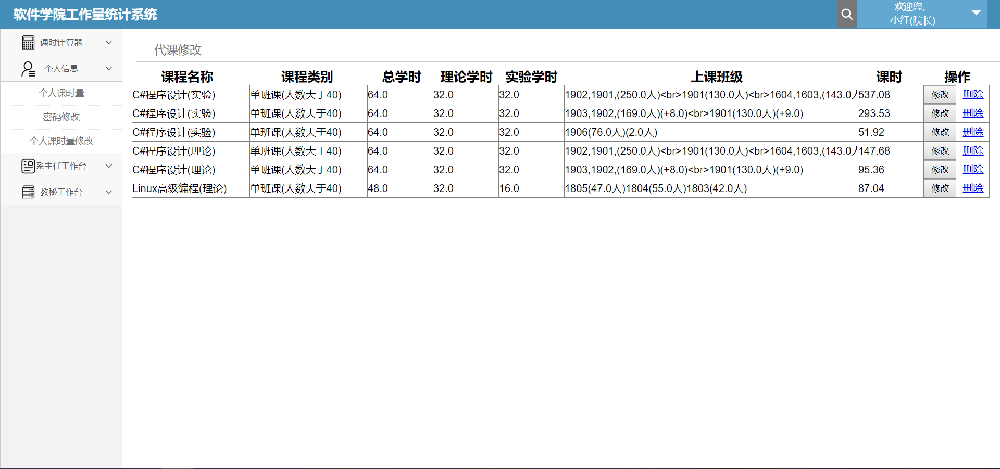 软件学院工作量统计系统
欢迎您,
小红(院长)
课时计算器
个人信息
个人课时量
密码修改
个人课时量修改
系主任工作台
教秘工作台
代课修改
课程名称 课程类别 总学时 理论学时 实验学时 上课班级 课时 操作
C#程序设计(实验) 单班课(人数大于40) 64.0 32.0 32.0 1902,1901,(250.0人)<br>1901(130.0人)<br>1604,1603,(143.0人 537.08 修改 删除
C#程序设计(实验) 单班课(人数大于40) 64.0 32.0 32.0 1903,1902,(169.0人)(+8.0)<br>1901(130.0人)(+9.0) 293.53 修改 删除
C#程序设计(实验) 单班课(人数大于40) 64.0 32.0 32.0 1906(76.0人)(2.0人) 51.92 修改 删除
C#程序设计(理论) 单班课(人数大于40) 64.0 32.0 32.0 1902,1901,(250.0人)<br>1901(130.0人)<br>1604,1603,(143.0人 147.68 修改 删除
C#程序设计(理论) 单班课(人数大于40) 64.0 32.0 32.0 1903,1902,(169.0人)(+8.0)<br>1901(130.0人)(+9.0) 95.36 修改 删除
Linux高级编程(理论) 单班课(人数大于40) 48.0 32.0 16.0 1805(47.0人)1804(55.0人)1803(42.0人) 87.04 修改 删除